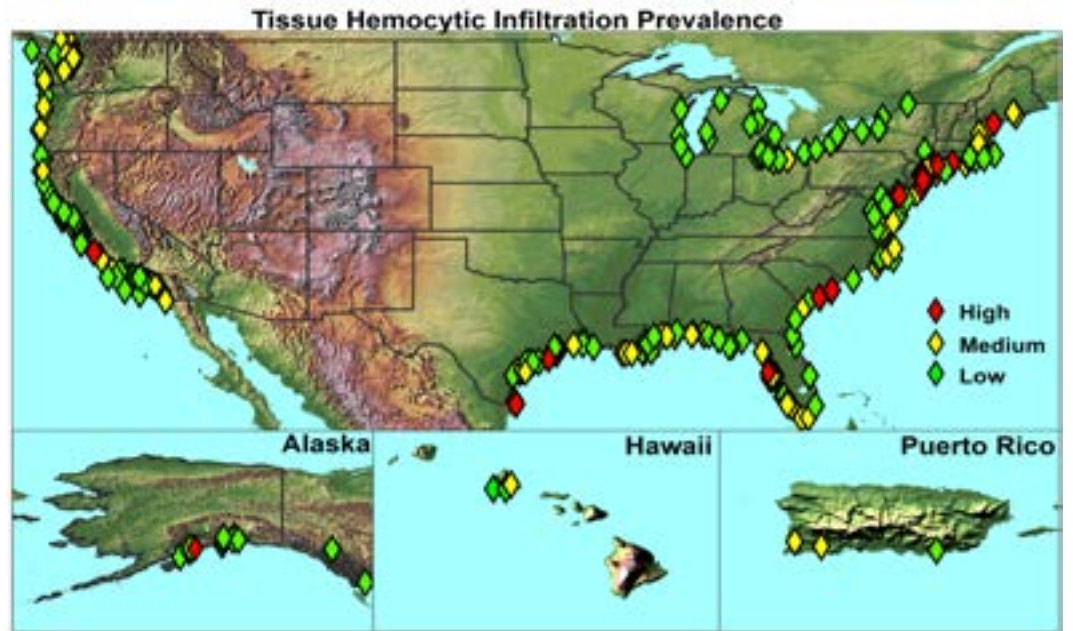 Tissue Hemocytic Infiltration Prevalence
High
Medium
Low
Alaska
Hawaii
Puerto Rico